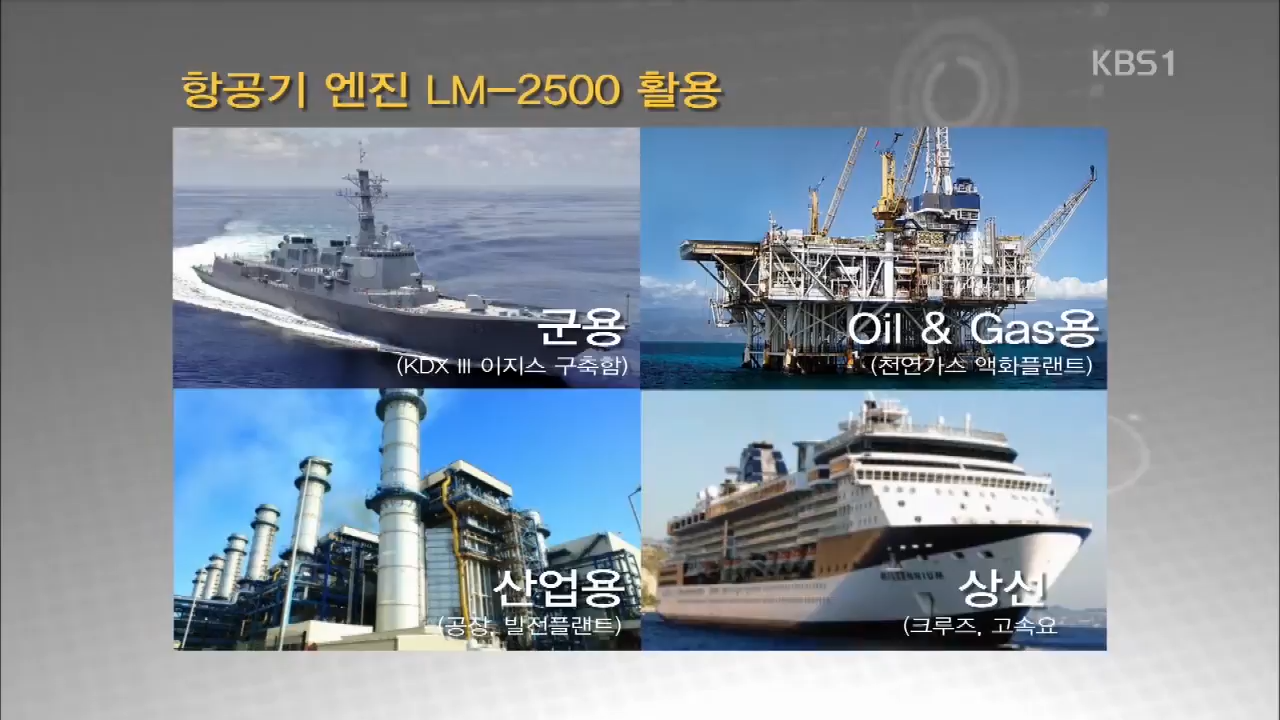 KBS1
항공기 엔진 LM-2500 활용
군용
(KDX III 이지스 구축함)
Oil & Gas용
(천연가스 액화플랜트)
산업용
(공장, 발전플랜트)
MILLENNIUM
상선
(크루즈, 고속요